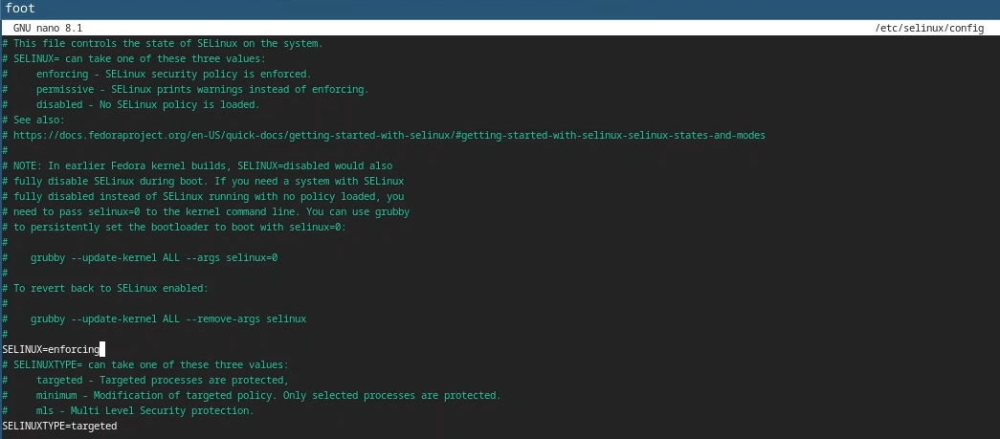 foot
GNU nano 8.1 /etc/selinux/config
# This file controls the state of SELinux on the system.
# SELINUX= can take one of these three values:
#     enforcing - SELinux security policy is enforced.
#     permissive - SELinux prints warnings instead of enforcing.
#     disabled - No SELinux policy is loaded.
# See also:
# https://docs.fedoraproject.org/en-US/quick-docs/getting-started-with-selinux/#getting-started-with-selinux-selinux-states-and-modes
#
# NOTE: In earlier Fedora kernel builds, SELINUX=disabled would also
# fully disable SELinux during boot. If you need a system with SELinux
# fully disabled instead of SELinux running with no policy loaded, you
# need to pass selinux=0 to the kernel command line. You can use grubby
# to persistently set the bootloader to boot with selinux=0:
#
#    grubby --update-kernel ALL --args selinux=0
#
# To revert back to SELinux enabled:
#
#    grubby --update-kernel ALL --remove-args selinux
#
SELINUX=enforcing
# SELINUXTYPE= can take one of these three values:
#     targeted - Targeted processes are protected,
#     minimum - Modification of targeted policy. Only selected processes are protected.
#     mls - Multi Level Security protection.
SELINUXTYPE=targeted